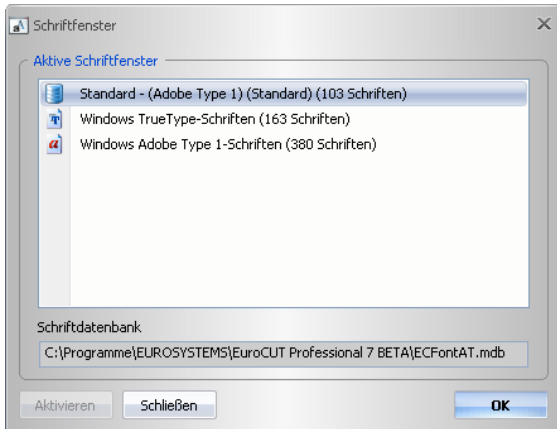 Schriftfenster
Aktive Schriftfenster
Standard - (Adobe Type 1) (Standard) (103 Schriften)
Windows TrueType-Schriften (163 Schriften)
Windows Adobe Type 1-Schriften (380 Schriften)
Schriftdatenbank
C:\Programme\EUROSYSTEMS\EuroCUT Professional 7 BETA\ECFontAT.mdb
Aktivieren Schließen OK